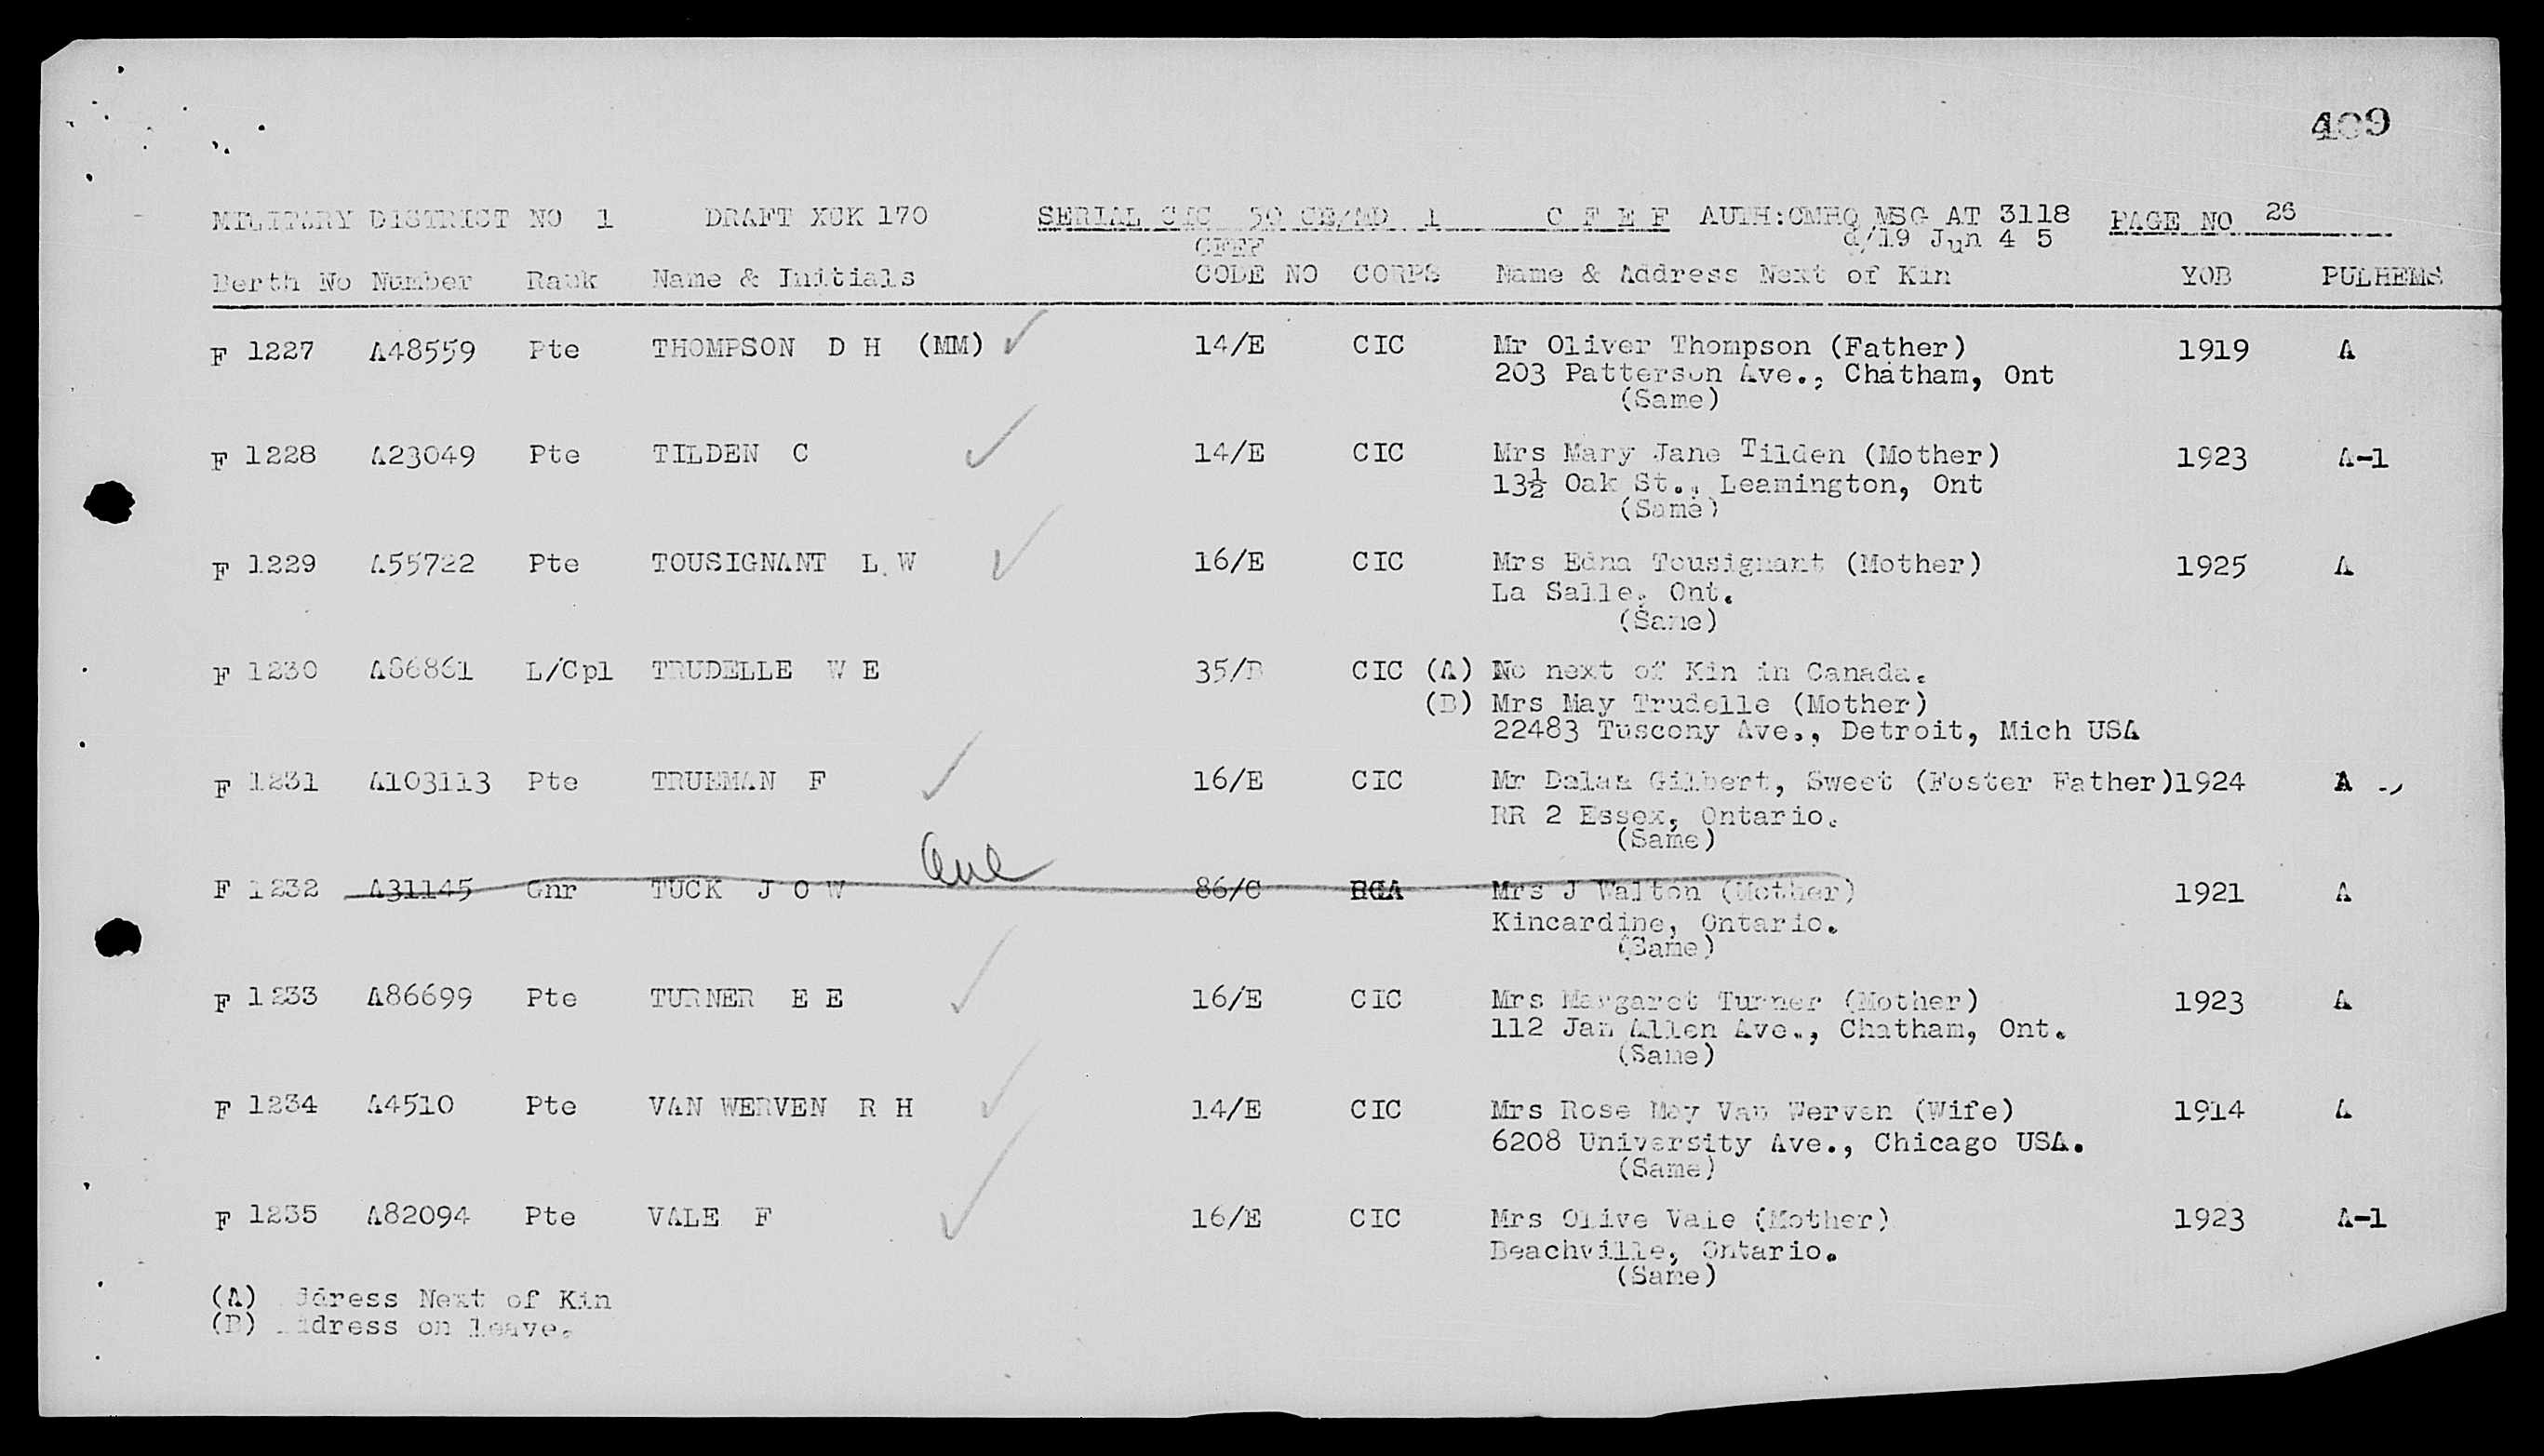 409
MILITARY DISTRICT NO 1 DRAFT XCK 170 SERIAL CIC 50 CE/MD 1 C F E F AUTH:CMHQ MSG AT 3118 PAGE NO 26
d/19 Jun 4 5
CFEF
Berth No Number Rank Name & Initials CODE NO CORPS Name & Address Next of Kin YOB PULHEMS
F 1227 A48559 Pte THOMPSON D H (MM) 14/E CIC Mr Oliver Thompson (Father) 1919 A
203 Patterson Ave., Chatham, Ont
(Same)
F 1228 A23049 Pte TILDEN C 14/E CIC Mrs Mary Jane Tilden (Mother) 1923 A-1
13½ Oak St., Leamington, Ont
(Same)
F 1229 A55722 Pte TOUSIGNANT L W 16/E CIC Mrs Edna Tousignant (Mother) 1925 A
La Salle, Ont.
(Same)
F 1230 A86861 L/Cpl TRUDELLE W E 35/B CIC (A) No next of Kin in Canada.
(B) Mrs May Trudelle (Mother)
22483 Tuscony Ave., Detroit, Mich USA
F 1231 A103113 Pte TRUEMAN F 16/E CIC Mr Dalan Gilbert, Sweet (Foster Father) 1924 A
RR 2 Essex, Ontario.
(Same)
F 1232 A31145 Gnr TUCK J O W 86/C RCA Mrs J Walton (Mother) 1921 A
Kincardine, Ontario.
(Same)
F 1233 A86699 Pte TURNER E E 16/E CIC Mrs Margaret Turner (Mother) 1923 A
112 Jan Allen Ave., Chatham, Ont.
(Same)
F 1234 A4510 Pte VAN WERVEN R H 14/E CIC Mrs Rose May Van Werven (Wife) 1914 A
6208 University Ave., Chicago USA.
(Same)
F 1235 A82094 Pte VALE F 16/E CIC Mrs Olive Vale (Mother) 1923 A-1
Beachville, Ontario.
(Same)
(A) Address Next of Kin
(B) Address on leave.